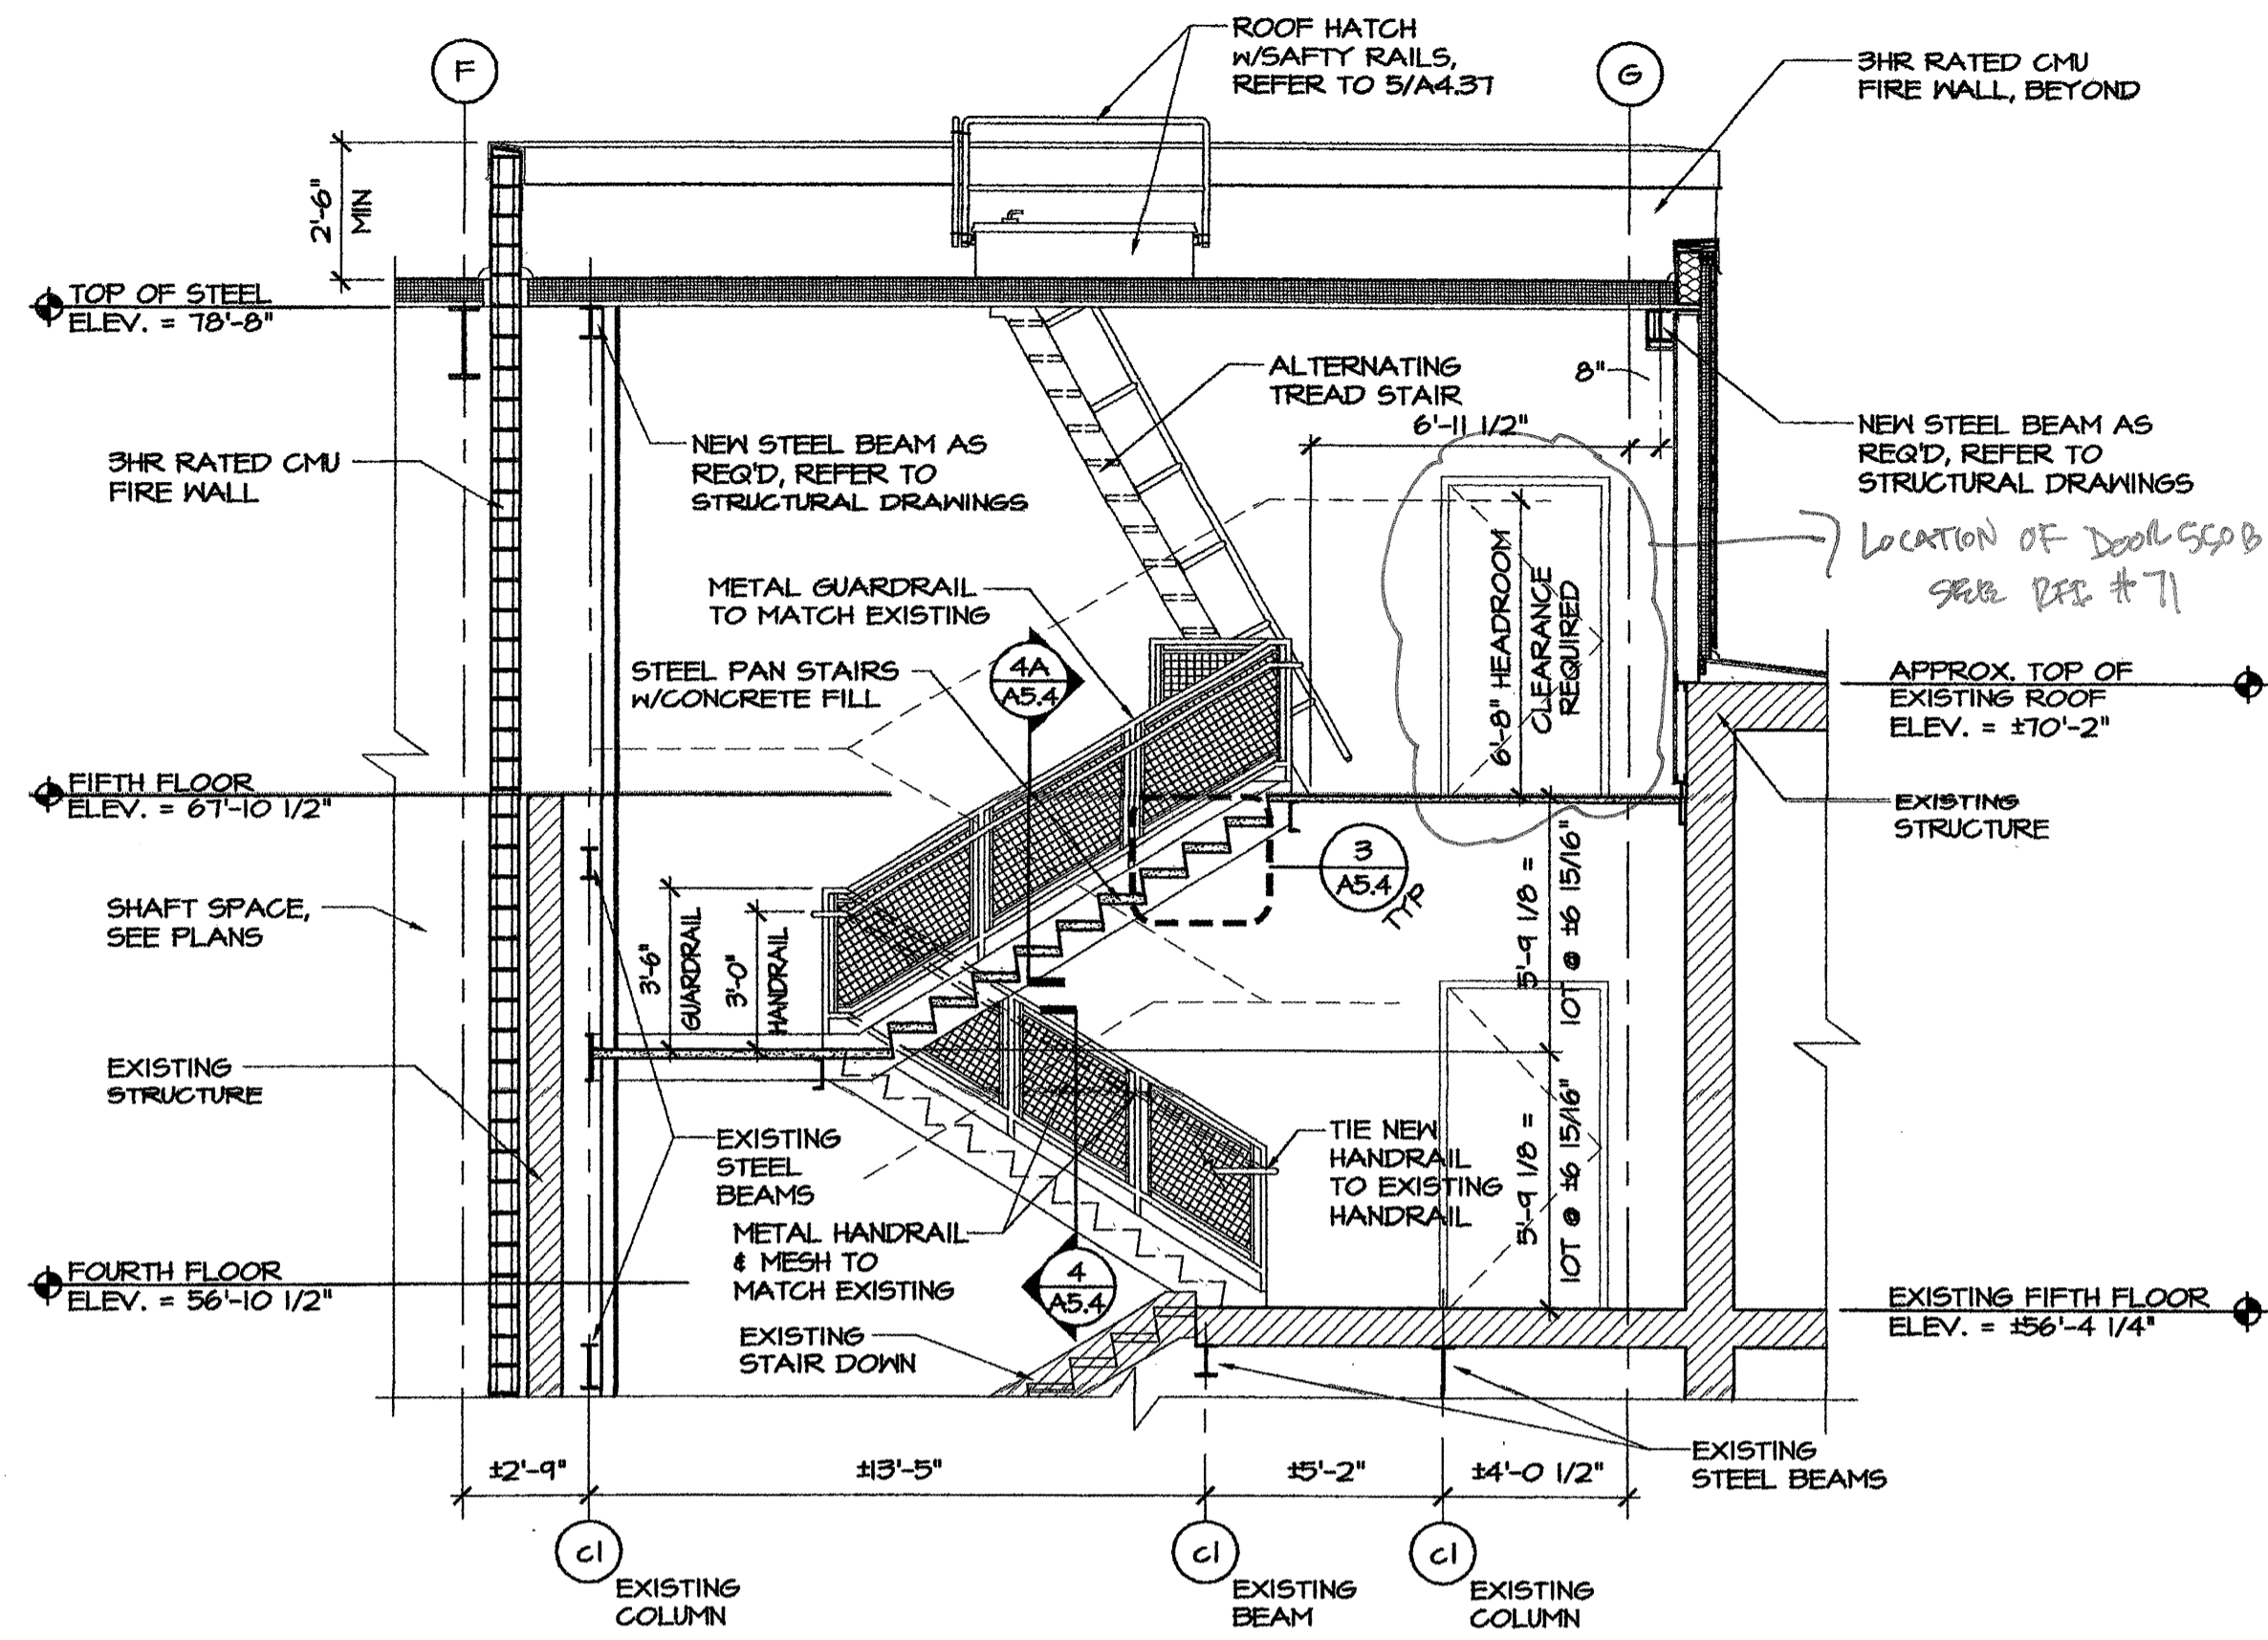 ROOF HATCH
W/SAFTY RAILS,
REFER TO 5/A4.37
F
G
3HR RATED CMU
FIRE WALL, BEYOND
2'-6"
MIN
TOP OF STEEL
ELEV. = 78'-8"
ALTERNATING
TREAD STAIR
8"
6'-11 1/2"
NEW STEEL BEAM AS
REQ'D, REFER TO
STRUCTURAL DRAWINGS
NEW STEEL BEAM AS
REQ'D, REFER TO
STRUCTURAL DRAWINGS
3HR RATED CMU
FIRE WALL
LOCATION OF DOOR
SEE RFI #71
6'-8" HEADROOM
CLEARANCE
REQUIRED
METAL GUARDRAIL
TO MATCH EXISTING
STEEL PAN STAIRS
W/CONCRETE FILL
4A
A5.4
APPROX. TOP OF
EXISTING ROOF
ELEV. = ±70'-2"
FIFTH FLOOR
ELEV. = 67'-10 1/2"
EXISTING
STRUCTURE
3
A5.4
TYP
SHAFT SPACE,
SEE PLANS
3'-6"
GUARDRAIL
3'-0"
HANDRAIL
5'-9 1/8 =
10T @ ±6 15/16"
EXISTING
STRUCTURE
EXISTING
STEEL
BEAMS
TIE NEW
HANDRAIL
TO EXISTING
HANDRAIL
5'-9 1/8 =
10T @ ±6 15/16"
METAL HANDRAIL
& MESH TO
MATCH EXISTING
4
A5.4
FOURTH FLOOR
ELEV. = 56'-10 1/2"
EXISTING FIFTH FLOOR
ELEV. = ±56'-4 1/4"
EXISTING
STAIR DOWN
EXISTING
STEEL BEAMS
±2'-9"
±13'-5"
±5'-2"
±4'-0 1/2"
C1
EXISTING
COLUMN
C1
EXISTING
BEAM
C1
EXISTING
COLUMN